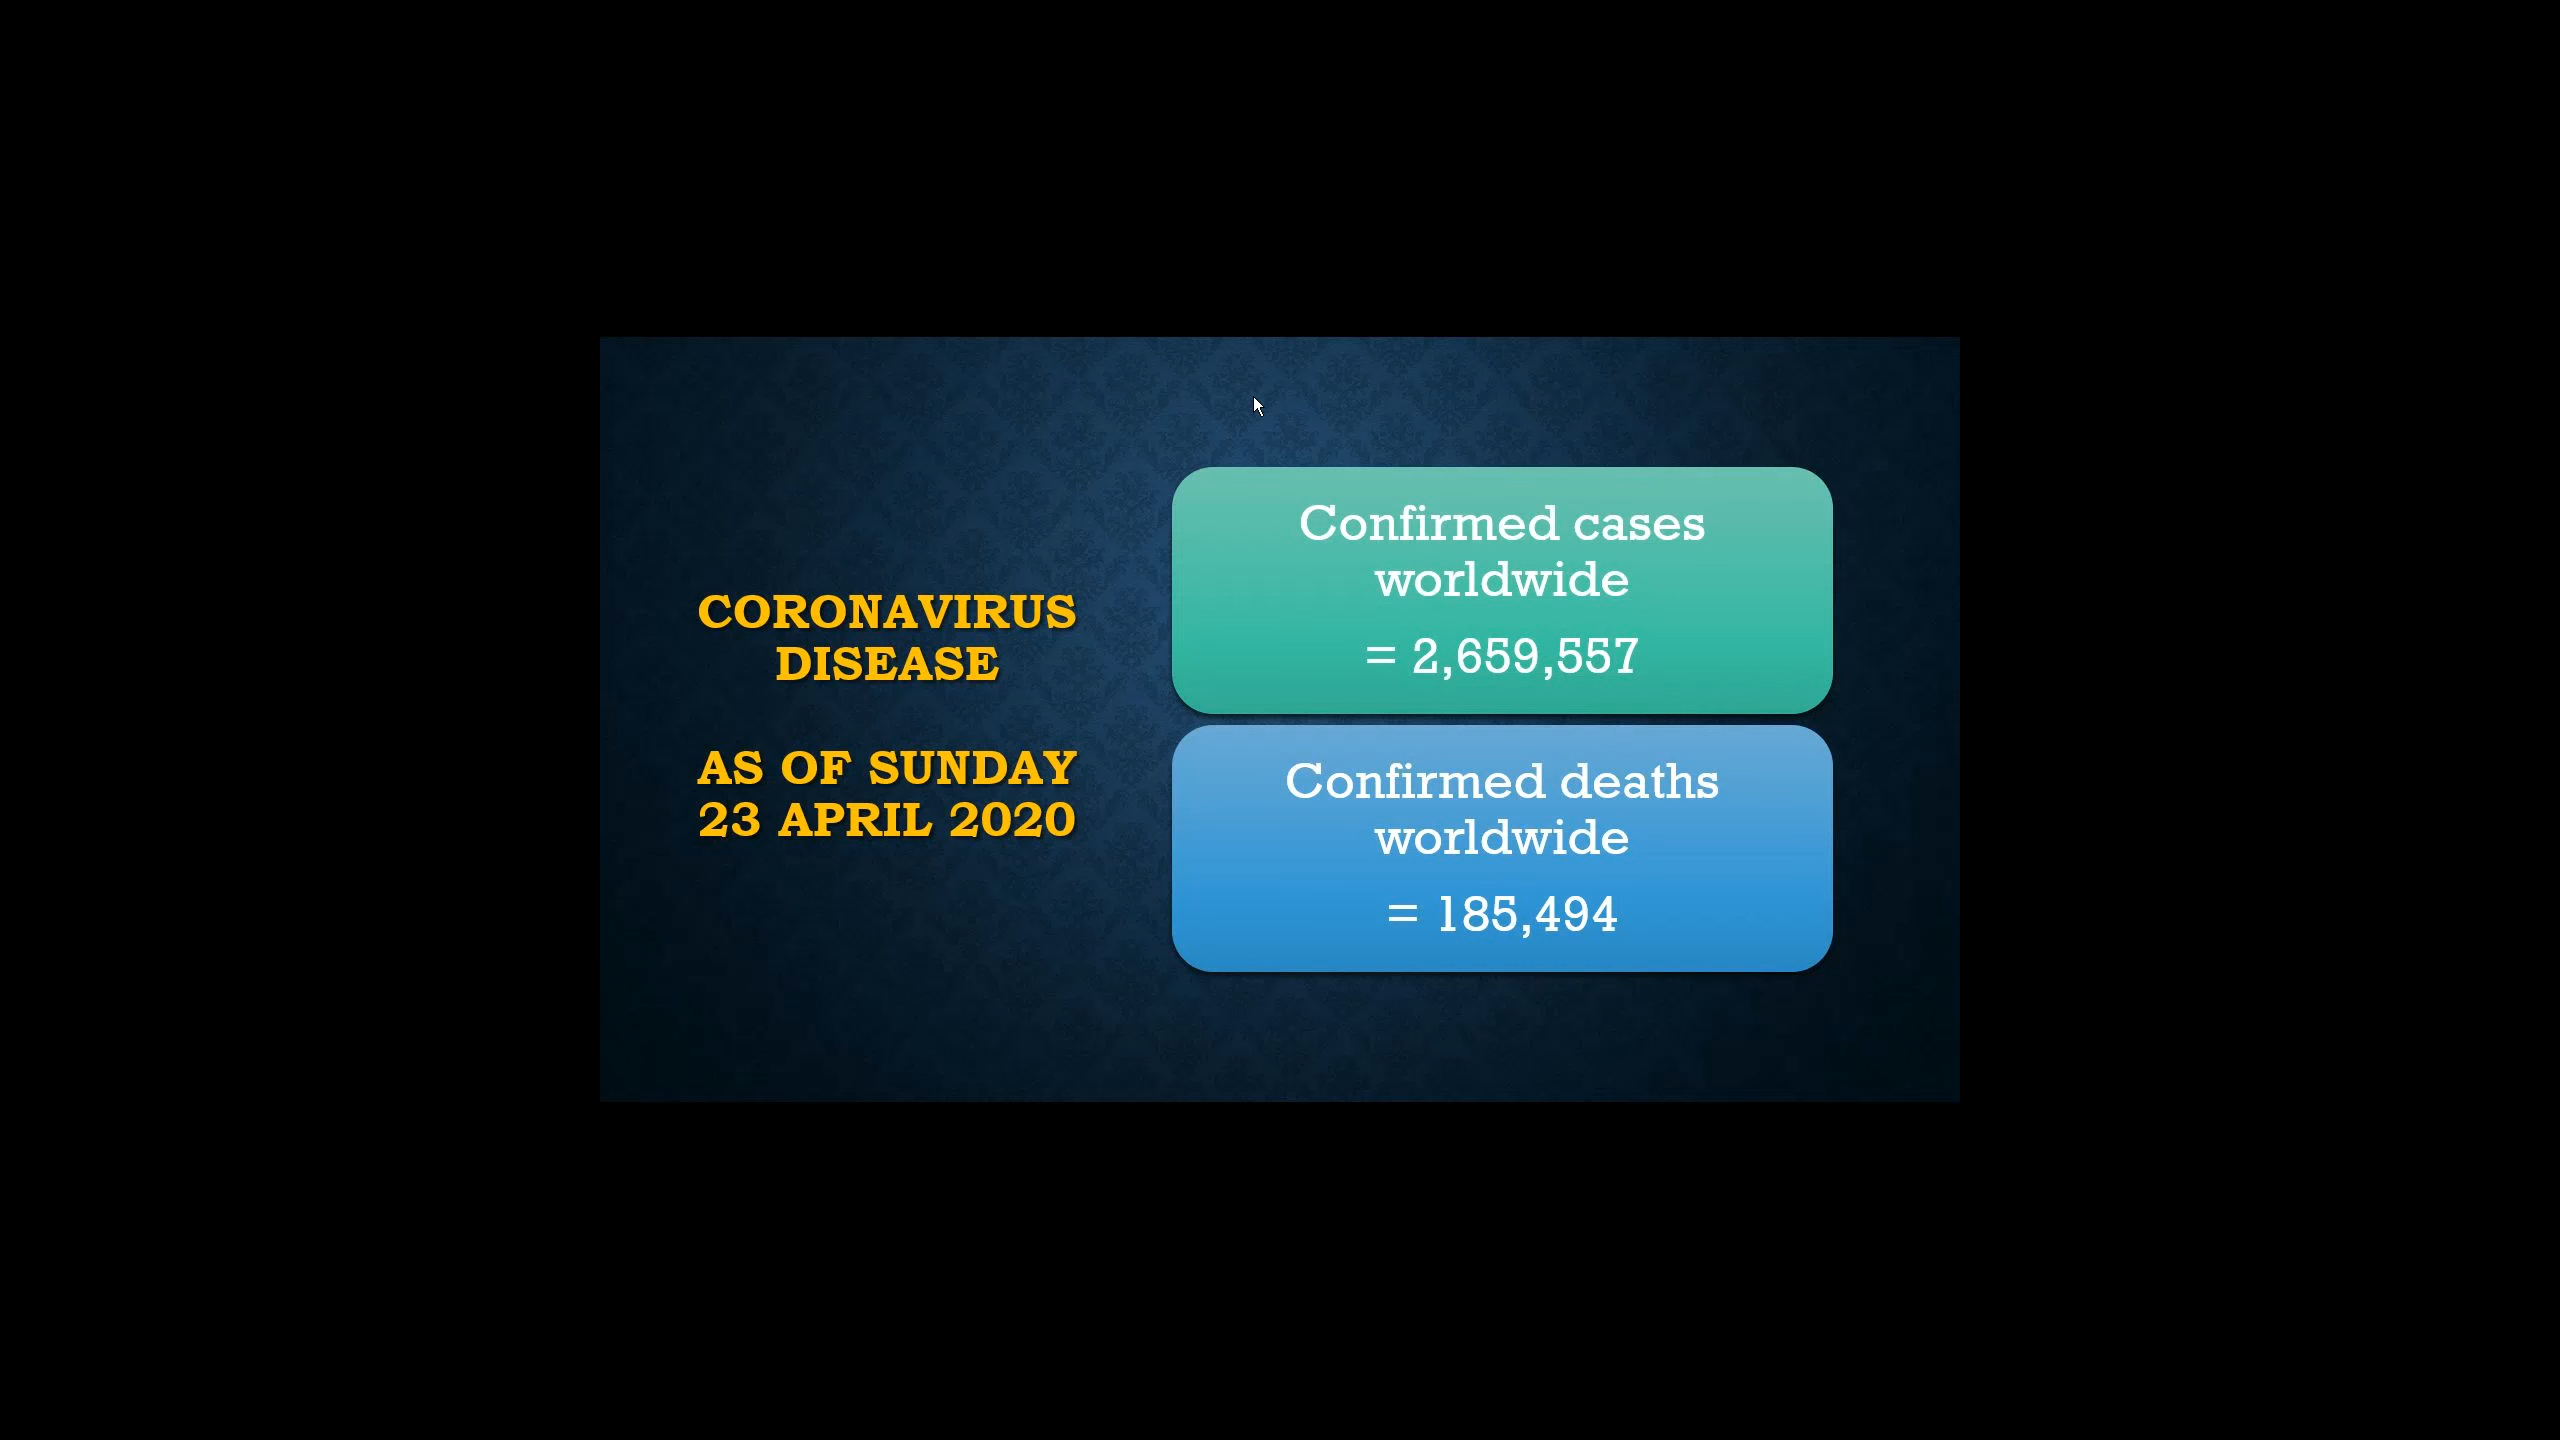 CORONAVIRUS
DISEASE
AS OF SUNDAY
23 APRIL 2020
Confirmed cases
worldwide
= 2,659,557
Confirmed deaths
worldwide
= 185,494